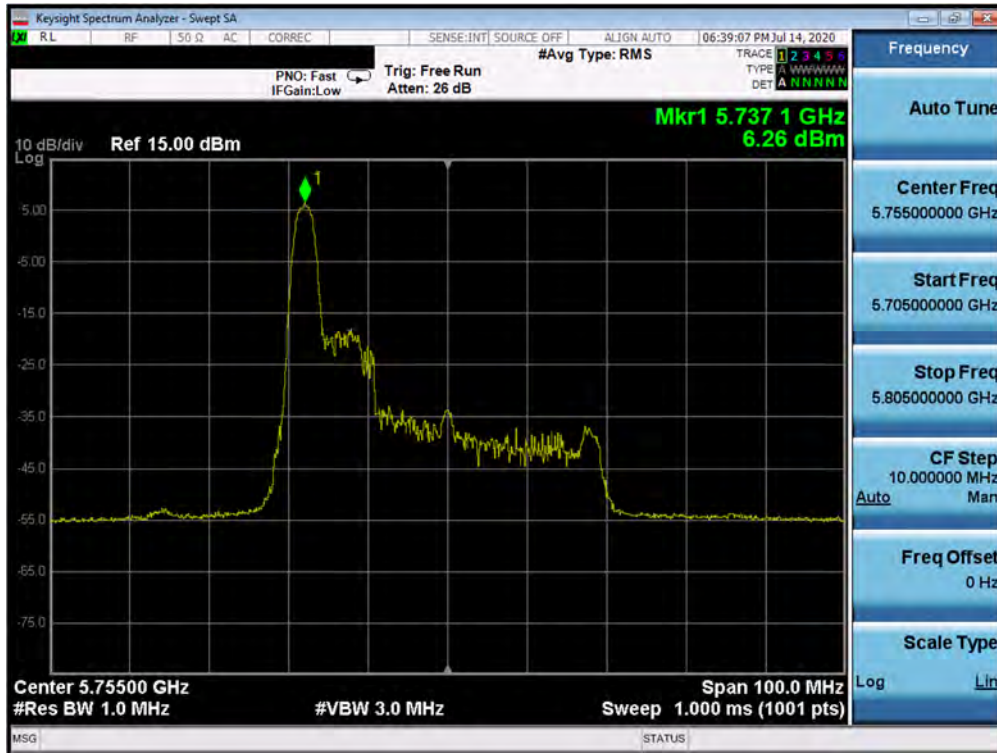 Keysight Spectrum Analyzer - Swept SA
LXI RL RF 50 Ω AC CORREC SENSE:INT SOURCE OFF ALIGN AUTO 06:39:07 PM Jul 14, 2020
#Avg Type: RMS
TRACE 1 2 3 4 5 6
PNO: Fast Trig: Free Run
TYPE A WWWWW
IFGain:Low Atten: 26 dB
DET A N N N N N
Mkr1 5.737 1 GHz
6.26 dBm
10 dB/div Ref 15.00 dBm
Log
1
5.00
-5.00
-15.0
-25.0
-35.0
-45.0
-55.0
-65.0
-75.0
Center 5.75500 GHz Span 100.0 MHz
#Res BW 1.0 MHz #VBW 3.0 MHz Sweep 1.000 ms (1001 pts)
MSG STATUS
Frequency
Auto Tune
Center Freq
5.755000000 GHz
Start Freq
5.705000000 GHz
Stop Freq
5.805000000 GHz
CF Step
10.000000 MHz
Auto Man
Freq Offset
0 Hz
Scale Type
Log Lin